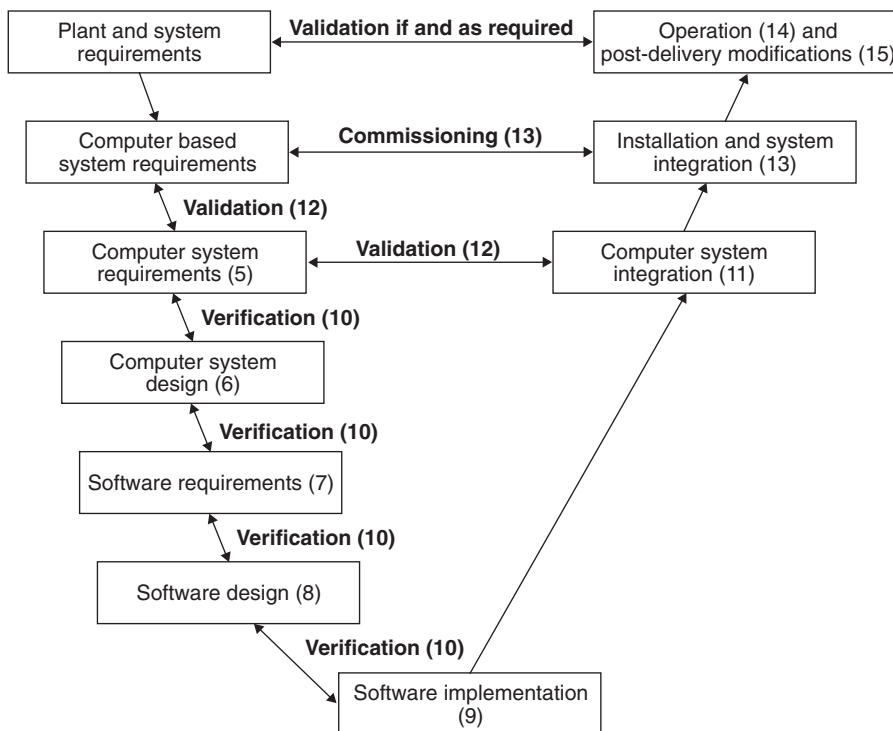 Plant and system
requirements
Validation if and as required
Operation (14) and
post-delivery modifications (15)
Computer based
system requirements
Commissioning (13)
Installation and system
integration (13)
Validation (12)
Computer system
requirements (5)
Validation (12)
Computer system
integration (11)
Verification (10)
Computer system
design (6)
Verification (10)
Software requirements (7)
Verification (10)
Software design (8)
Verification (10)
Software implementation
(9)